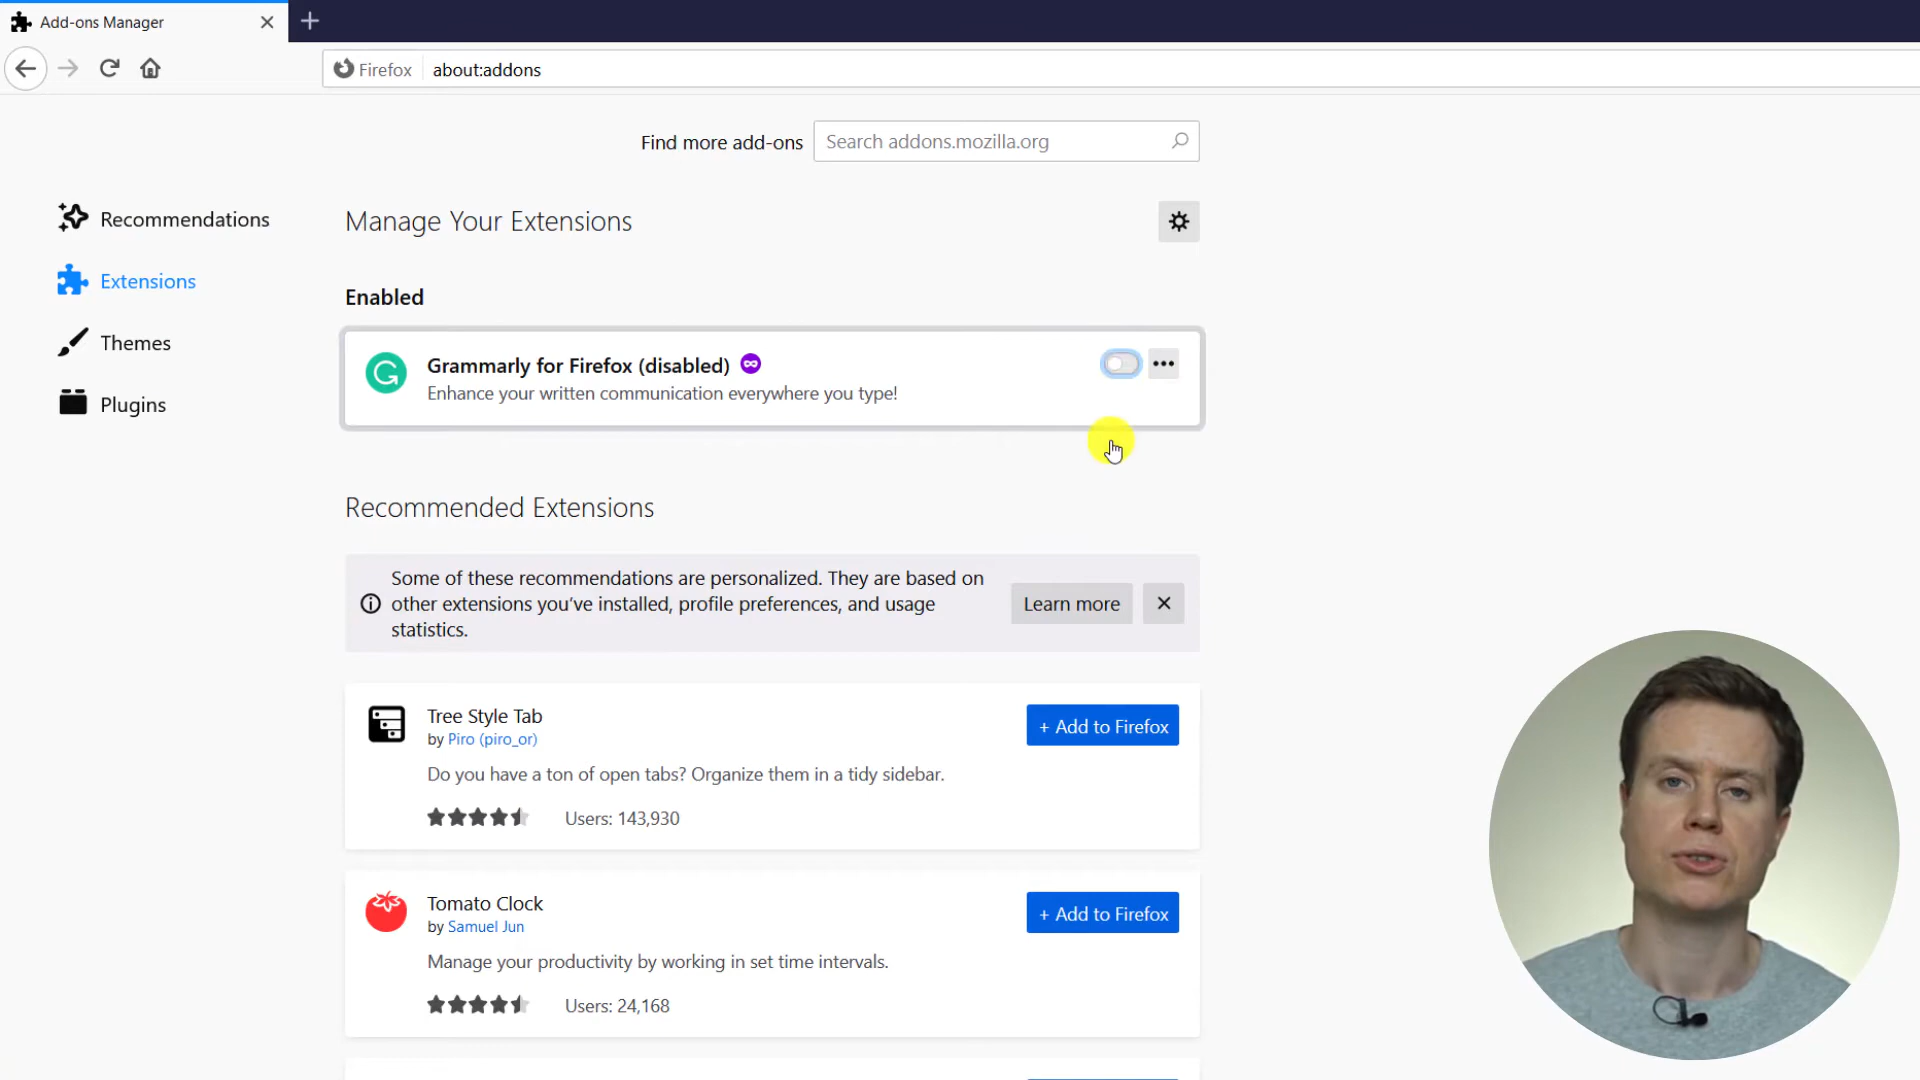 Add-ons Manager
Firefox about:addons
Find more add-ons Search addons.mozilla.org
Recommendations
Extensions
Themes
Plugins
Manage Your Extensions
Enabled
Grammarly for Firefox (disabled)
Enhance your written communication everywhere you type!
Recommended Extensions
Some of these recommendations are personalized. They are based on
other extensions you’ve installed, profile preferences, and usage
statistics.
Learn more
Tree Style Tab
by Piro (piro_or)
Do you have a ton of open tabs? Organize them in a tidy sidebar.
Users: 143,930
+ Add to Firefox
Tomato Clock
by Samuel Jun
Manage your productivity by working in set time intervals.
Users: 24,168
+ Add to Firefox